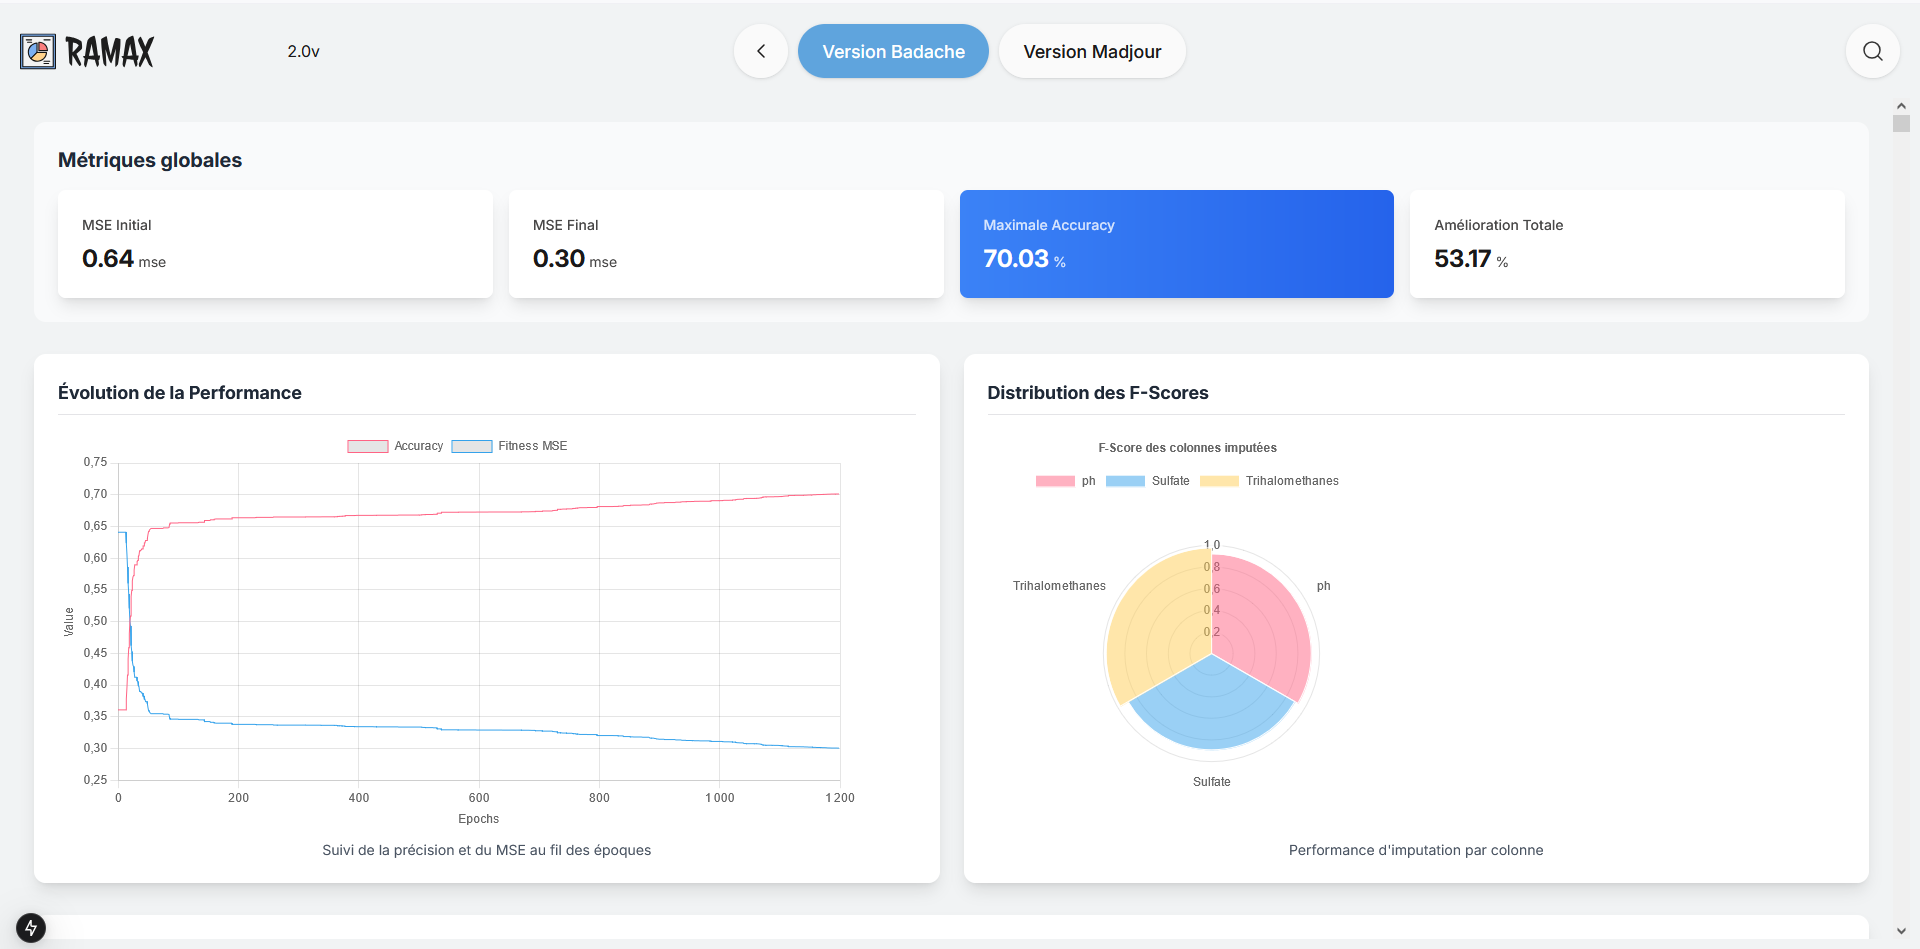 RAMAX
2.0v
Version Badache
Version Madjour
Métriques globales
MSE Initial
0.64 mse
MSE Final
0.30 mse
Maximale Accuracy
70.03 %
Amélioration Totale
53.17 %
Évolution de la Performance
Accuracy
Fitness MSE
0,75
0,70
0,65
0,60
0,55
0,50
0,45
0,40
0,35
0,30
0,25
Value
0
200
400
600
800
1 000
1 200
Epochs
Suivi de la précision et du MSE au fil des époques
Distribution des F-Scores
F-Score des colonnes imputées
ph
Sulfate
Trihalomethanes
1,0
0,8
0,6
0,4
0,2
Trihalomethanes
ph
Sulfate
Performance d'imputation par colonne